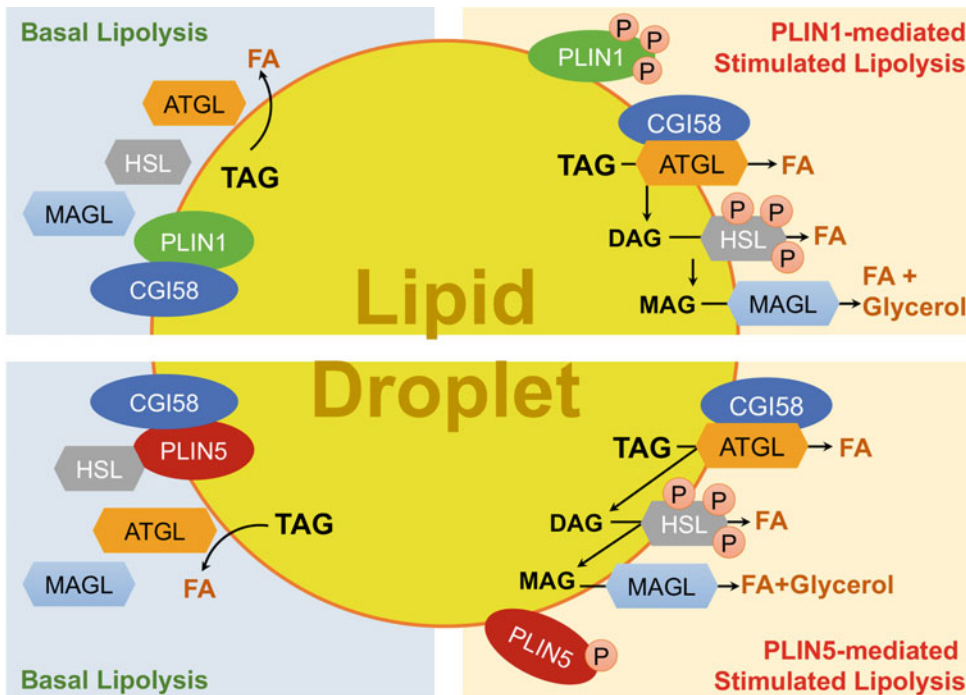 Basal Lipolysis
FA
ATGL
HSL
TAG
MAGL
PLIN1
CGI58
PLIN1-mediated
Stimulated Lipolysis
PLIN1
P
P
P
CGI58
TAG
ATGL
FA
DAG
P
P
P
HSL
FA
MAG
MAGL
FA +
Glycerol
Lipid
Droplet
CGI58
PLIN5
HSL
ATGL
TAG
MAGL
FA
Basal Lipolysis
CGI58
TAG
ATGL
FA
DAG
P
P
P
HSL
FA
MAG
MAGL
FA+Glycerol
PLIN5
P
PLIN5-mediated
Stimulated Lipolysis